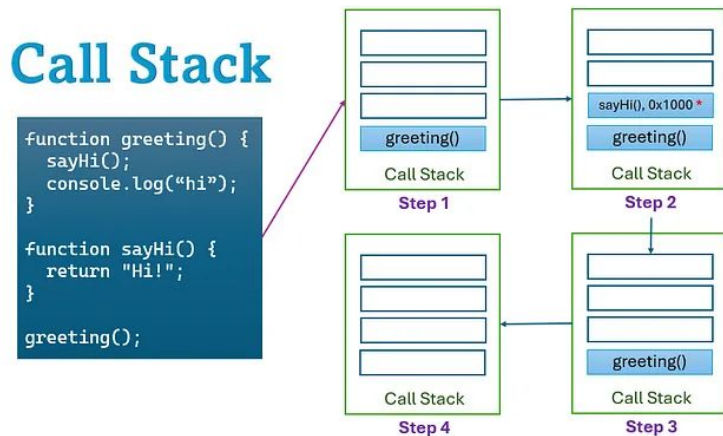 Call Stack
function greeting() {
  sayHi();
  console.log(“hi”);
}
function sayHi() {
  return "Hi!";
}
greeting();
greeting()
Call Stack
Step 1
sayHi(), 0x1000 *
greeting()
Call Stack
Step 2
greeting()
Call Stack
Step 3
Call Stack
Step 4